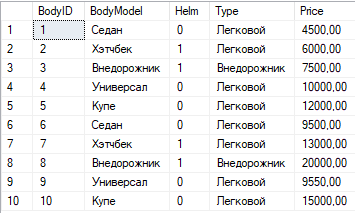 BodyID BodyModel Helm Type Price
1 1 Седан 0 Легковой 4500,00
2 2 Хэтчбек 1 Легковой 6000,00
3 3 Внедорожник 1 Внедорожник 7500,00
4 4 Универсал 0 Легковой 10000,00
5 5 Купе 0 Легковой 12000,00
6 6 Седан 0 Легковой 9500,00
7 7 Хэтчбек 1 Легковой 13000,00
8 8 Внедорожник 1 Внедорожник 20000,00
9 9 Универсал 0 Легковой 9550,00
10 10 Купе 0 Легковой 15000,00